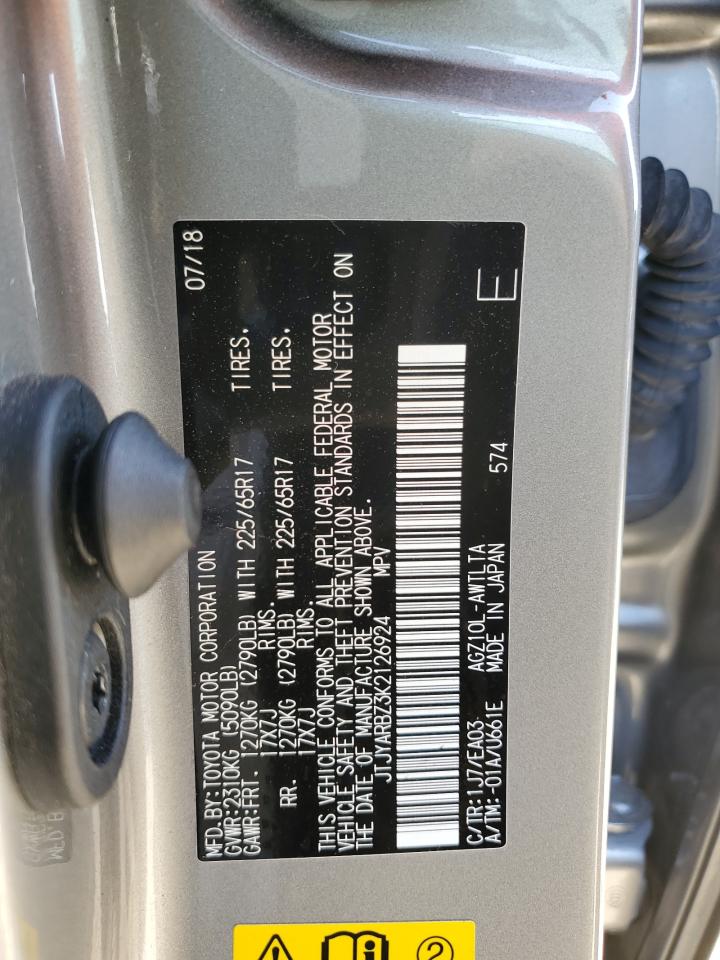 MFD. BY:TOYOTA MOTOR CORPORATION 07/18
GVWR:2310KG (5090LB)
GAWR:FRT. 1270KG (2790LB) WITH 225/65R17 TIRES.
17X7J RIMS.
RR. 1270KG (2790LB) WITH 225/65R17 TIRES.
17X7J RIMS.
THIS VEHICLE CONFORMS TO ALL APPLICABLE FEDERAL MOTOR
VEHICLE SAFETY AND THEFT PREVENTION STANDARDS IN EFFECT ON
THE DATE OF MANUFACTURE SHOWN ABOVE.
JTJYARBZ3K2126924 MPV
C/TR:1J7/EA03- AGZ10L-AWTLTA 574
A/TM:-01A/U661E MADE IN JAPAN E
2